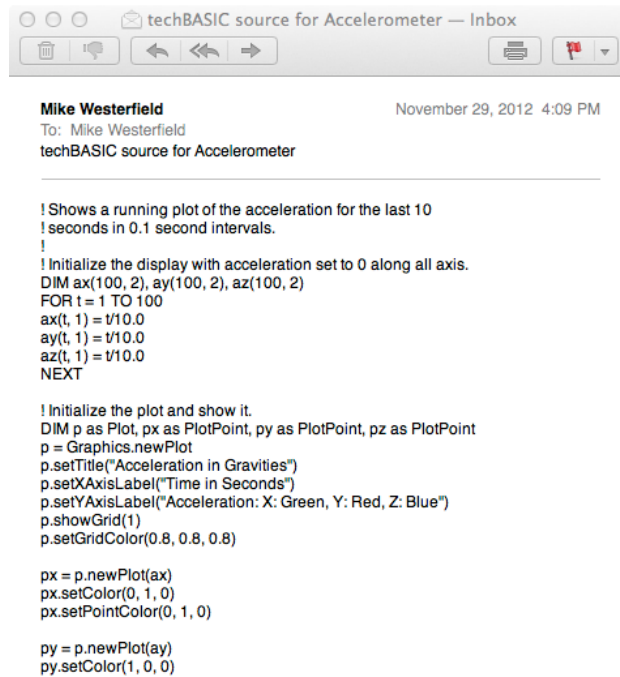 techBASIC source for Accelerometer — Inbox
Mike Westerfield
November 29, 2012 4:09 PM
To: Mike Westerfield
techBASIC source for Accelerometer
! Shows a running plot of the acceleration for the last 10
! seconds in 0.1 second intervals.
!
! Initialize the display with acceleration set to 0 along all axis.
DIM ax(100, 2), ay(100, 2), az(100, 2)
FOR t = 1 TO 100
ax(t, 1) = t/10.0
ay(t, 1) = t/10.0
az(t, 1) = t/10.0
NEXT
! Initialize the plot and show it.
DIM p as Plot, px as PlotPoint, py as PlotPoint, pz as PlotPoint
p = Graphics.newPlot
p.setTitle("Acceleration in Gravities")
p.setXAxisLabel("Time in Seconds")
p.setYAxisLabel("Acceleration: X: Green, Y: Red, Z: Blue")
p.showGrid(1)
p.setGridColor(0.8, 0.8, 0.8)
px = p.newPlot(ax)
px.setColor(0, 1, 0)
px.setPointColor(0, 1, 0)
py = p.newPlot(ay)
py.setColor(1, 0, 0)